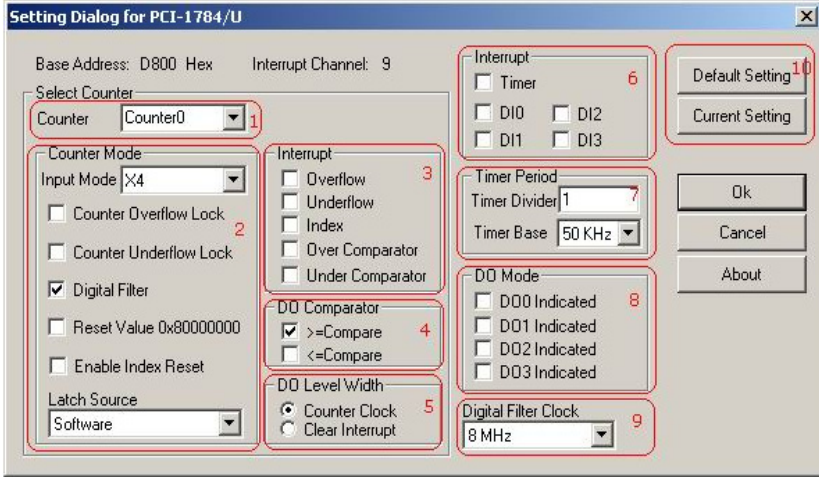 Setting Dialog for PCI-1784/U
Base Address: D800 Hex Interrupt Channel: 9
Select Counter
Counter Counter0 1
Counter Mode
Input Mode X4
Counter Overflow Lock
2
Counter Underflow Lock
Digital Filter
Reset Value 0x80000000
Enable Index Reset
Latch Source
Software
Interrupt
3
Overflow
Underflow
Index
Over Comparator
Under Comparator
DO Comparator
>=Compare 4
<=Compare
DO Level Width
Counter Clock 5
Clear Interrupt
Interrupt
Timer 6
DI0 DI2
DI1 DI3
Timer Period
Timer Divider 1 7
Timer Base 50 KHz
DO Mode
DO0 Indicated 8
DO1 Indicated
DO2 Indicated
DO3 Indicated
Digital Filter Clock
8 MHz 9
Default Setting 10
Current Setting
Ok
Cancel
About